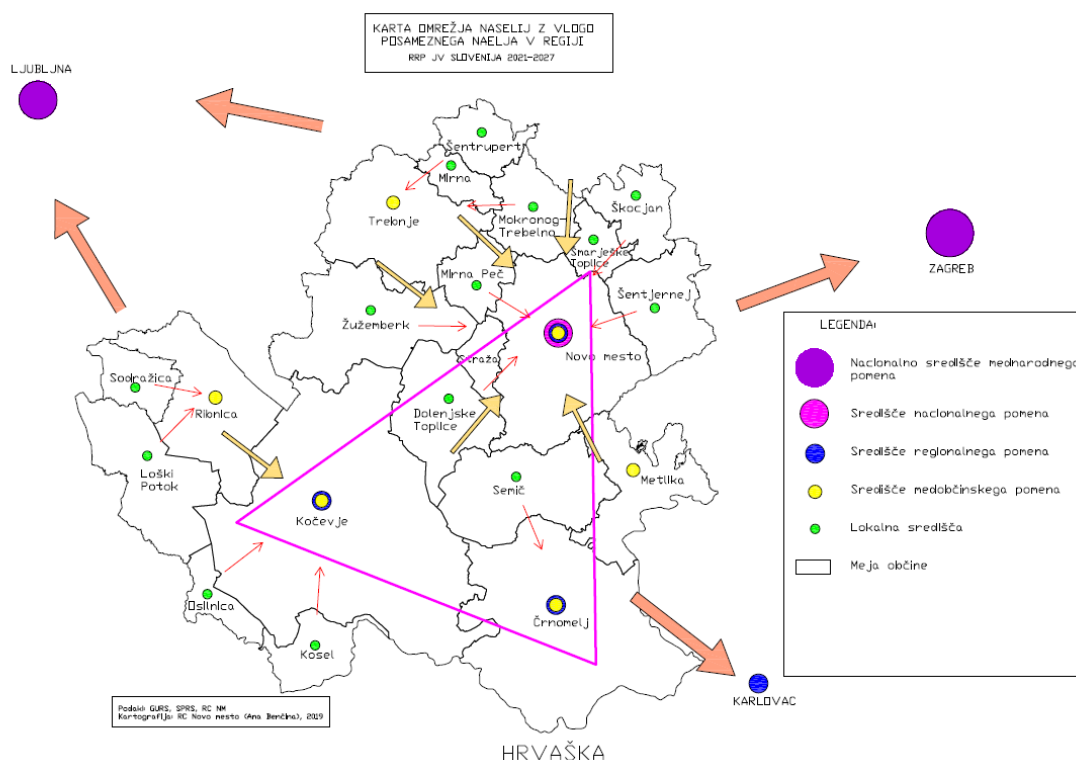 KARTA OMREŽJA NASELIJ Z VLOGO
POSAMEZNEGA NAELJA V REGIJI
RRP JV SLOVENIJA 2021-2027
LJUBLJNA
Šentrupert
Mirna
Trebnje
Mokronog-
Trebelno
Škocjan
Šmarješke
Toplice
ZAGREB
Mirna Peč
Šentjernej
Žužemberk
Straža
Novo mesto
LEGENDA:
Nacionalno središče mednarodnega
pomena
Središče nacionalnega pomena
Središče regionalnega pomena
Središče medobčinskega pomena
Lokalna središča
Meja občine
Sodražica
Ribnica
Dolenjske
Toplice
Loški
Potok
Semič
Metlika
Kočevje
Osilnica
Črnomelj
Kosel
KARLOVAC
Podatki: GURS, SPRS, RC NM
Kartografija: RC Novo mesto (Ana Benčina), 2019
HRVAŠKA